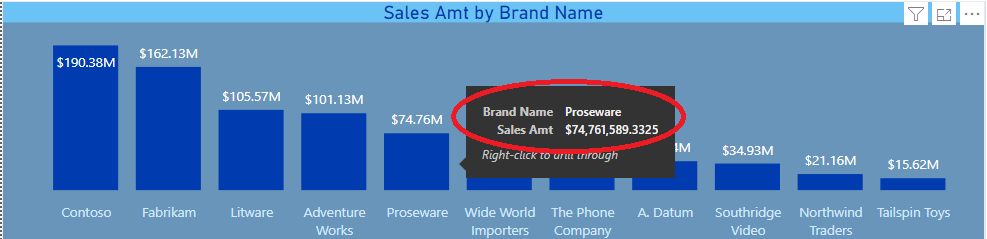 Sales Amt by Brand Name
$190.38M
$162.13M
$105.57M
$101.13M
$74.76M
Brand Name Proseware
Sales Amt $74,761,589.3325
Right-click to drill through
$34.93M
$21.16M
$15.62M
Contoso
Fabrikam
Litware
Adventure
Works
Proseware
Wide World
Importers
The Phone
Company
A. Datum
Southridge
Video
Northwind
Traders
Tailspin Toys